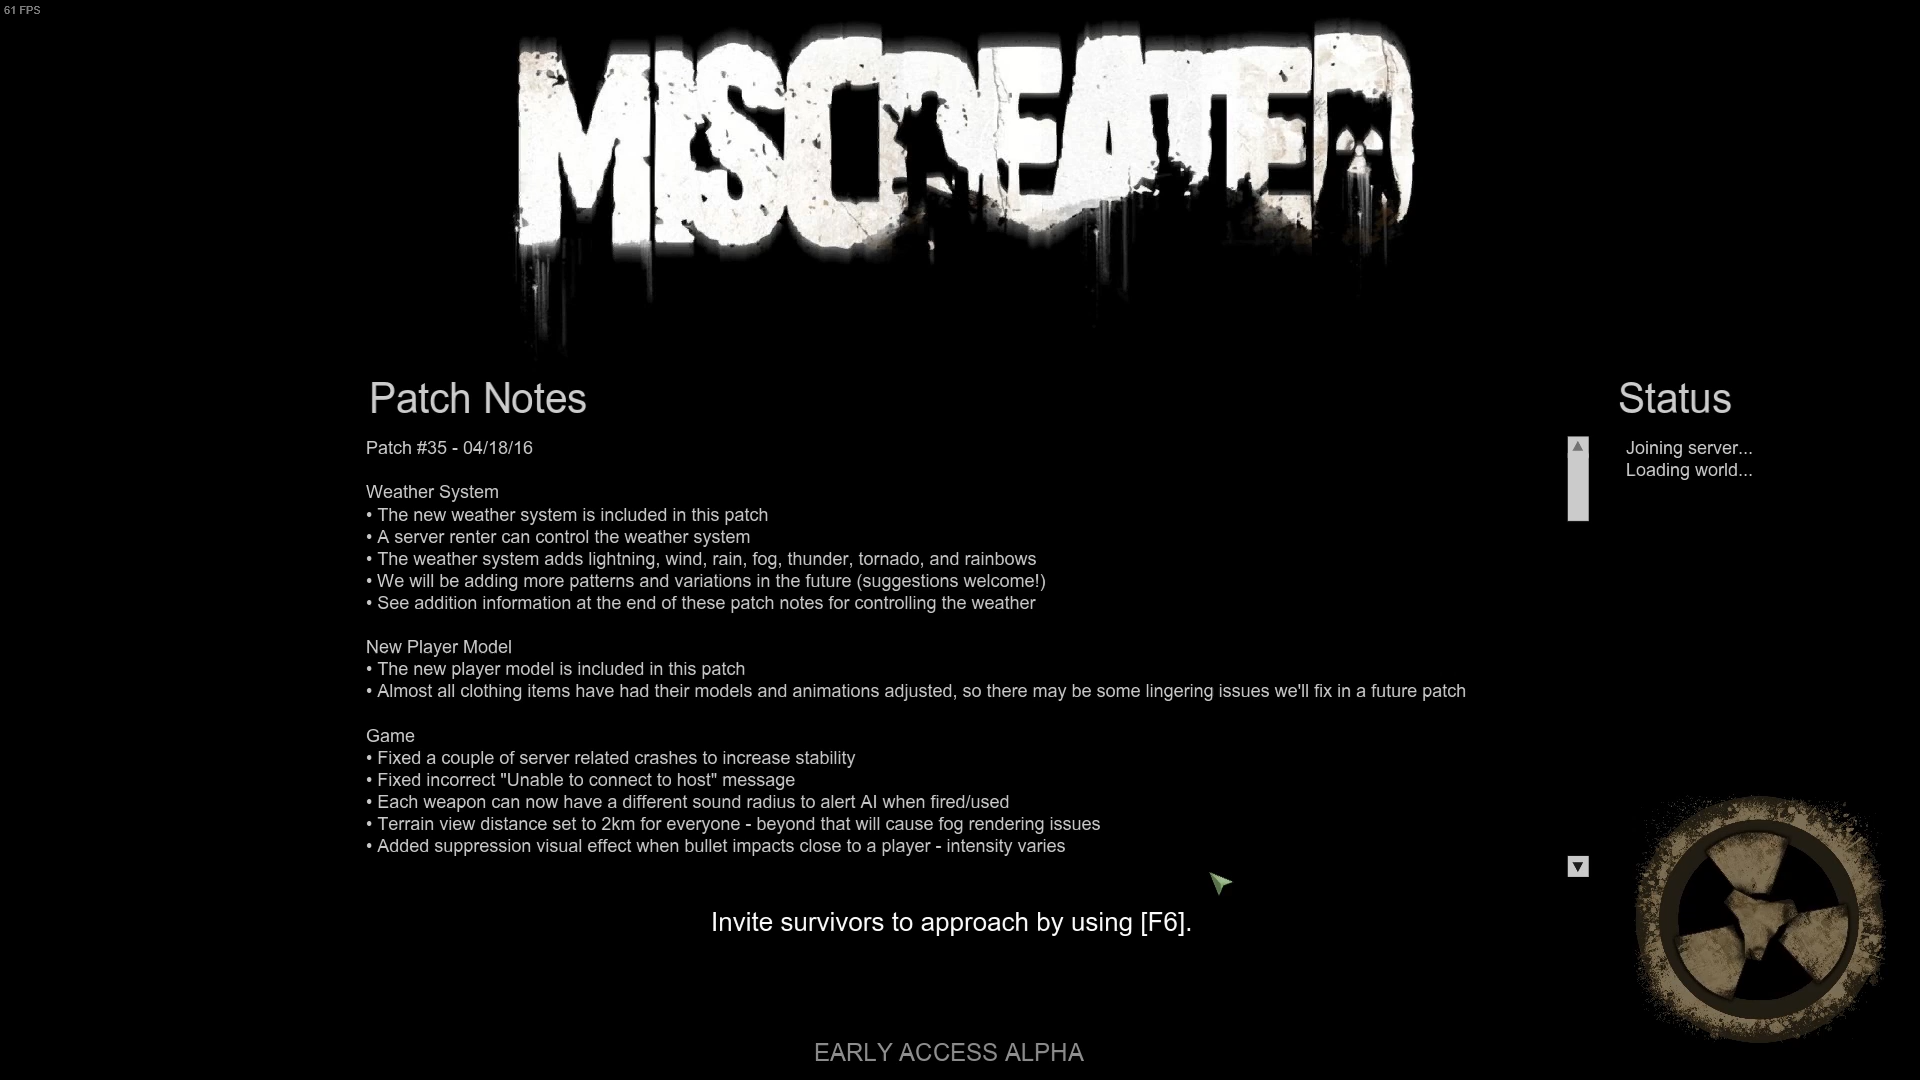 61 FPS
MISCREATED
Patch Notes
Patch #35 - 04/18/16
Weather System
• The new weather system is included in this patch
• A server renter can control the weather system
• The weather system adds lightning, wind, rain, fog, thunder, tornado, and rainbows
• We will be adding more patterns and variations in the future (suggestions welcome!)
• See addition information at the end of these patch notes for controlling the weather
New Player Model
• The new player model is included in this patch
• Almost all clothing items have had their models and animations adjusted, so there may be some lingering issues we'll fix in a future patch
Game
• Fixed a couple of server related crashes to increase stability
• Fixed incorrect "Unable to connect to host" message
• Each weapon can now have a different sound radius to alert AI when fired/used
• Terrain view distance set to 2km for everyone - beyond that will cause fog rendering issues
• Added suppression visual effect when bullet impacts close to a player - intensity varies
Status
Joining server...
Loading world...
Invite survivors to approach by using [F6].
EARLY ACCESS ALPHA